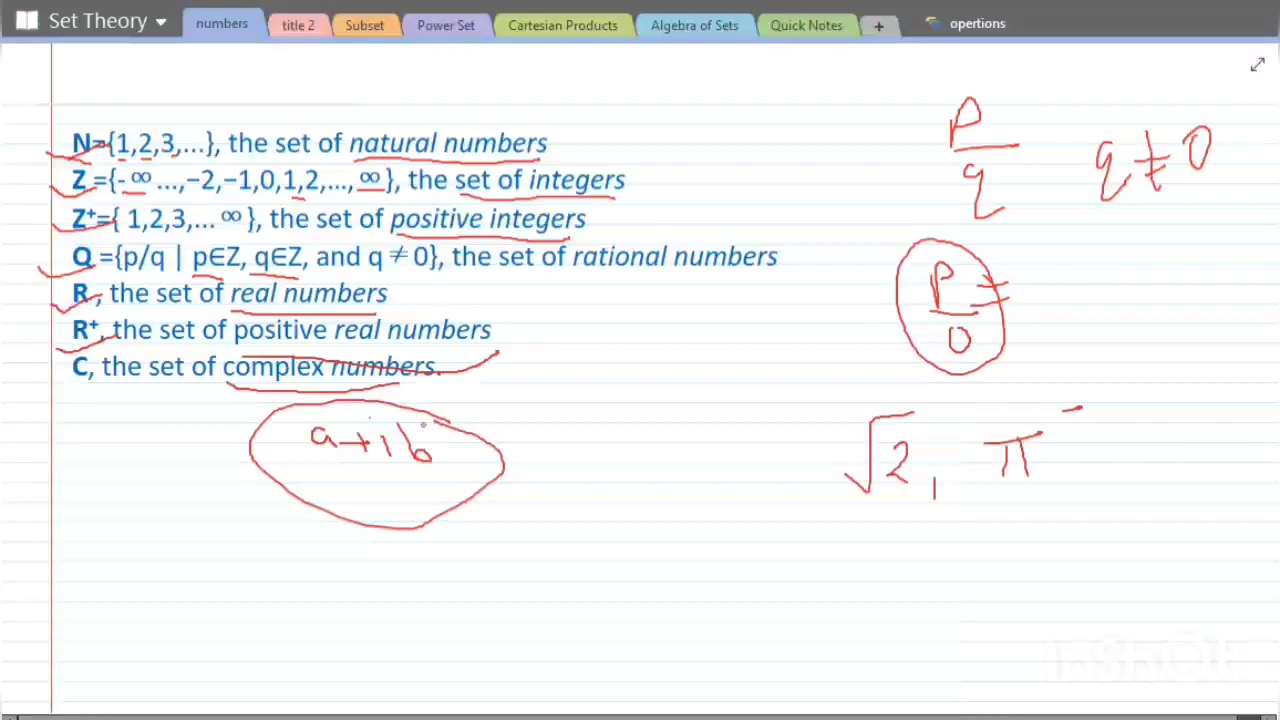 Set Theory numbers title 2 Subset Power Set Cartesian Products Algebra of Sets Quick Notes + opertions
N={1,2,3,…}, the set of natural numbers
Z ={-∞ …,−2,−1,0,1,2,…,∞}, the set of integers
Z⁺={ 1,2,3,… ∞ }, the set of positive integers
Q ={p/q | p∈Z, q∈Z, and q ≠ 0}, the set of rational numbers
R , the set of real numbers
R⁺, the set of positive real numbers
C, the set of complex numbers.
a+ib
P/q q≠0
P/0 =
√2, π
InShot